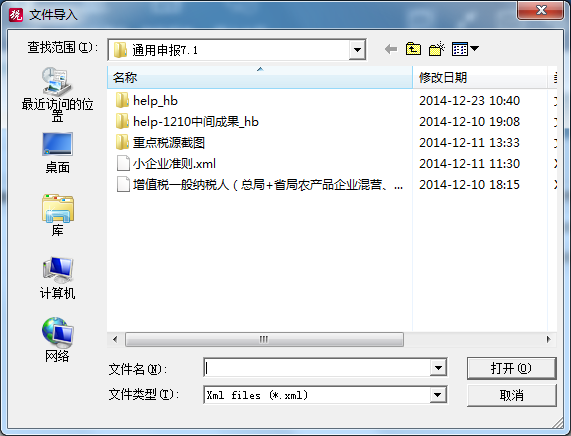 税 文件导入
查找范围(I): 通用申报7.1
名称 修改日期
help_hb 2014-12-23 10:40
help-1210中间成果_hb 2014-12-10 19:08
重点税源截图 2014-12-11 13:33
小企业准则.xml 2014-12-11 11:30
增值税一般纳税人（总局+省局农产品企业混营、... 2014-12-10 18:15
最近访问的位
置
桌面
库
计算机
网络
文件名(N): 打开(O)
文件类型(T): Xml files (*.xml) 取消